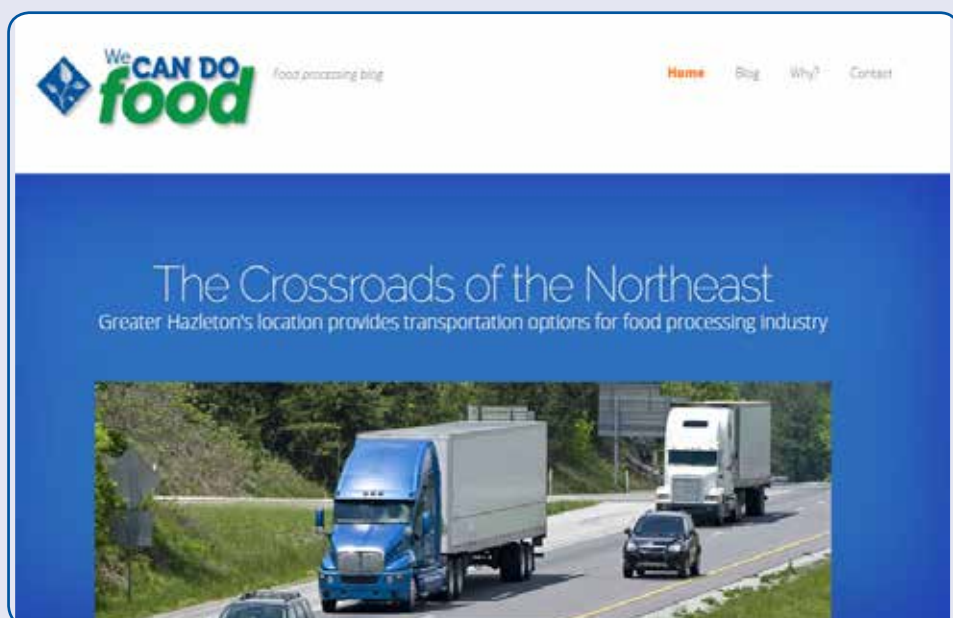 We
CAN DO
food
Food processing blog
Home Blog Why? Contact
The Crossroads of the Northeast
Greater Hazleton's location provides transportation options for food processing industry